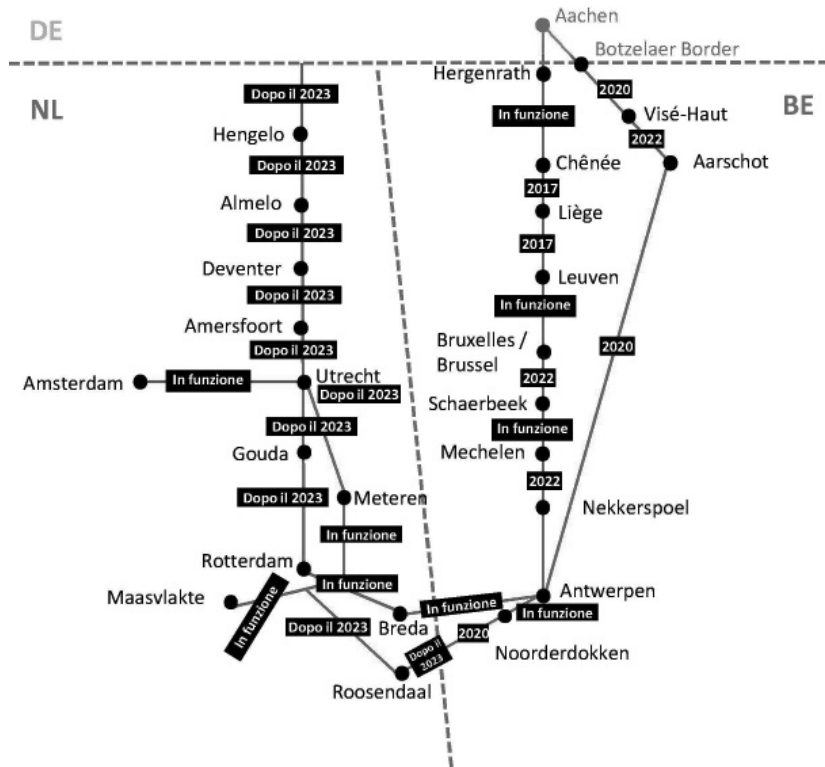 DE
Aachen
Botzelaer Border
Hergenrath
NL
BE
Dopo il 2023
2020
Visé-Haut
In funzione
Hengelo
2022
Dopo il 2023
Chênée
Aarschot
2017
Almelo
Liège
Dopo il 2023
2017
Deventer
Leuven
Dopo il 2023
In funzione
Amersfoort
Bruxelles /
Brussel
Dopo il 2023
2020
Amsterdam
In funzione
Utrecht
2022
Dopo il 2023
Schaerbeek
Dopo il 2023
In funzione
Gouda
Mechelen
2022
Dopo il 2023
Meteren
Nekkerspoel
In funzione
Rotterdam
In funzione
Maasvlakte
Antwerpen
In funzione
In funzione
In funzione
Breda
Dopo il 2023
2020
Noorderdokken
Dopo il
2023
Roosendaal